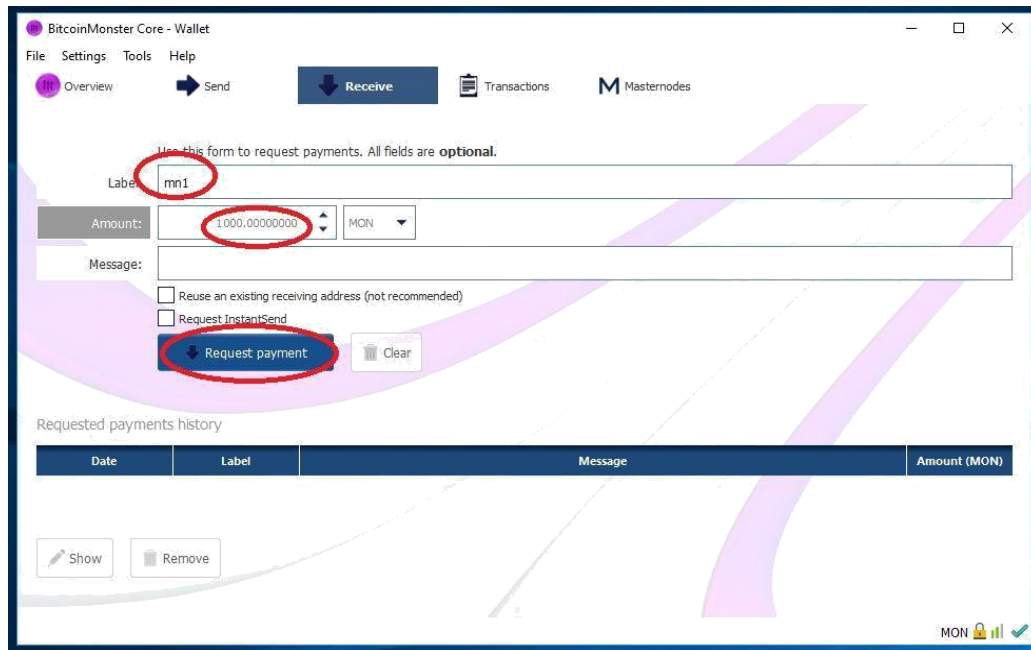 BitcoinMonster Core - Wallet
File Settings Tools Help
Overview Send Receive Transactions Masternodes
Use this form to request payments. All fields are optional.
Label: mn1
Amount: 1000.00000000 MON
Message:
Reuse an existing receiving address (not recommended)
Request InstantSend
Request payment Clear
Requested payments history
Date Label Message Amount (MON)
Show Remove
MON